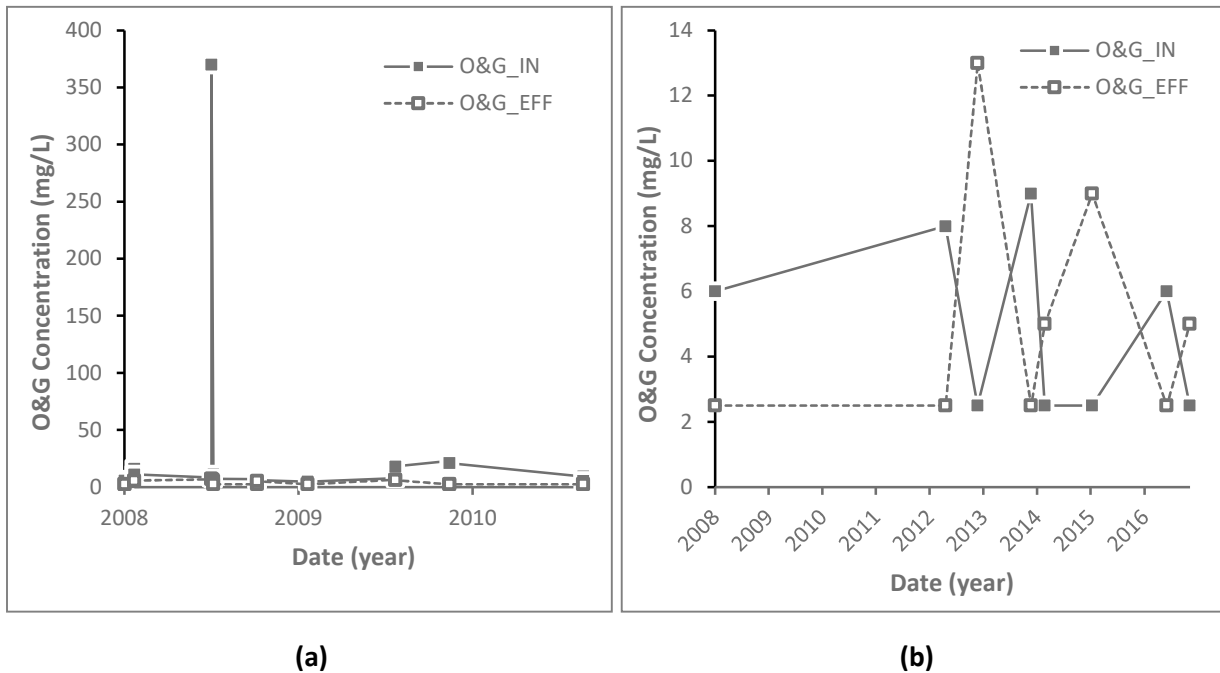 O&G Concentration (mg/L)
400
350
300
250
200
150
100
50
0
O&G_IN
O&G_EFF
2008
2009
2010
Date (year)
(a)
O&G Concentration (mg/L)
14
12
10
8
6
4
2
0
O&G_IN
O&G_EFF
2008
2009
2010
2011
2012
2013
2014
2015
2016
Date (year)
(b)